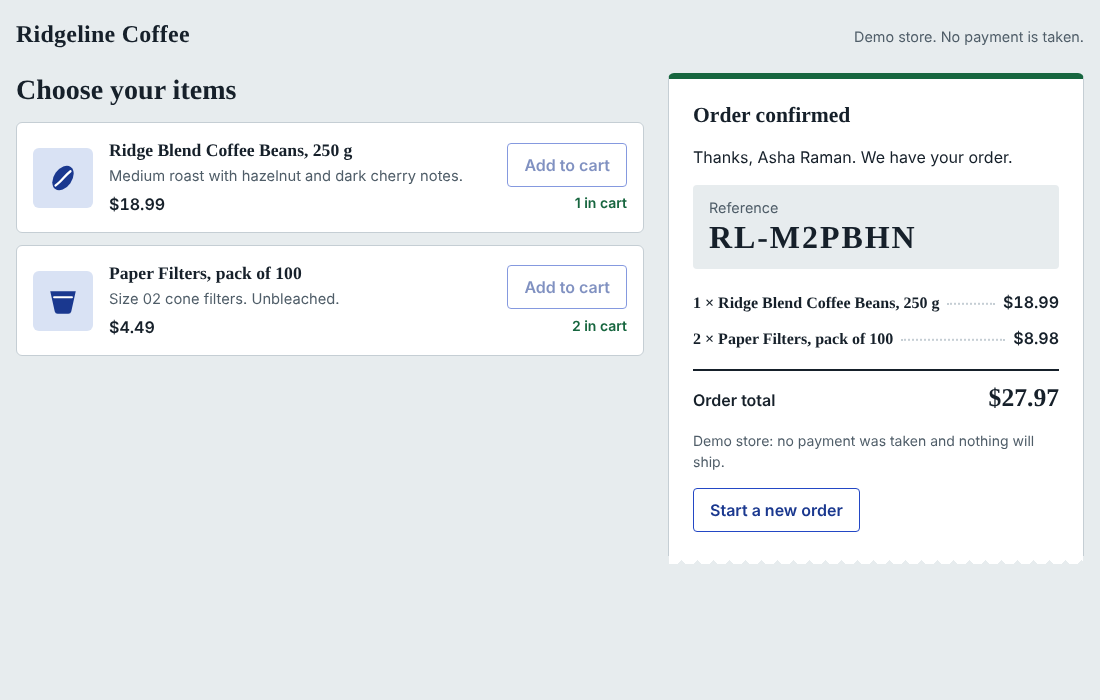 Ridgeline Coffee
Demo store. No payment is taken.
Choose your items
Ridge Blend Coffee Beans, 250 g
Medium roast with hazelnut and dark cherry notes.
$18.99
Add to cart
1 in cart
Paper Filters, pack of 100
Size 02 cone filters. Unbleached.
$4.49
Add to cart
2 in cart
Order confirmed
Thanks, Asha Raman. We have your order.
Reference
RL-M2PBHN
1 × Ridge Blend Coffee Beans, 250 g $18.99
2 × Paper Filters, pack of 100 $8.98
Order total $27.97
Demo store: no payment was taken and nothing will
ship.
Start a new order